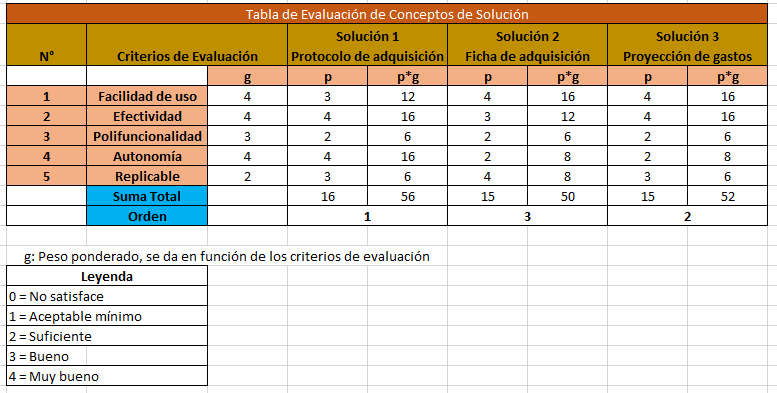 Tabla de Evaluación de Conceptos de Solución
N° Criterios de Evaluación Solución 1 Protocolo de adquisición Solución 2 Ficha de adquisición Solución 3 Proyección de gastos
g p p*g p p*g p p*g
1 Facilidad de uso 4 3 12 4 16 4 16
2 Efectividad 4 4 16 3 12 4 16
3 Polifuncionalidad 3 2 6 2 6 2 6
4 Autonomía 4 4 16 2 8 2 8
5 Replicable 2 3 6 4 8 3 6
Suma Total 16 56 15 50 15 52
Orden 1 3 2
g: Peso ponderado, se da en función de los criterios de evaluación
Leyenda
0 = No satisface
1 = Aceptable mínimo
2 = Suficiente
3 = Bueno
4 = Muy bueno